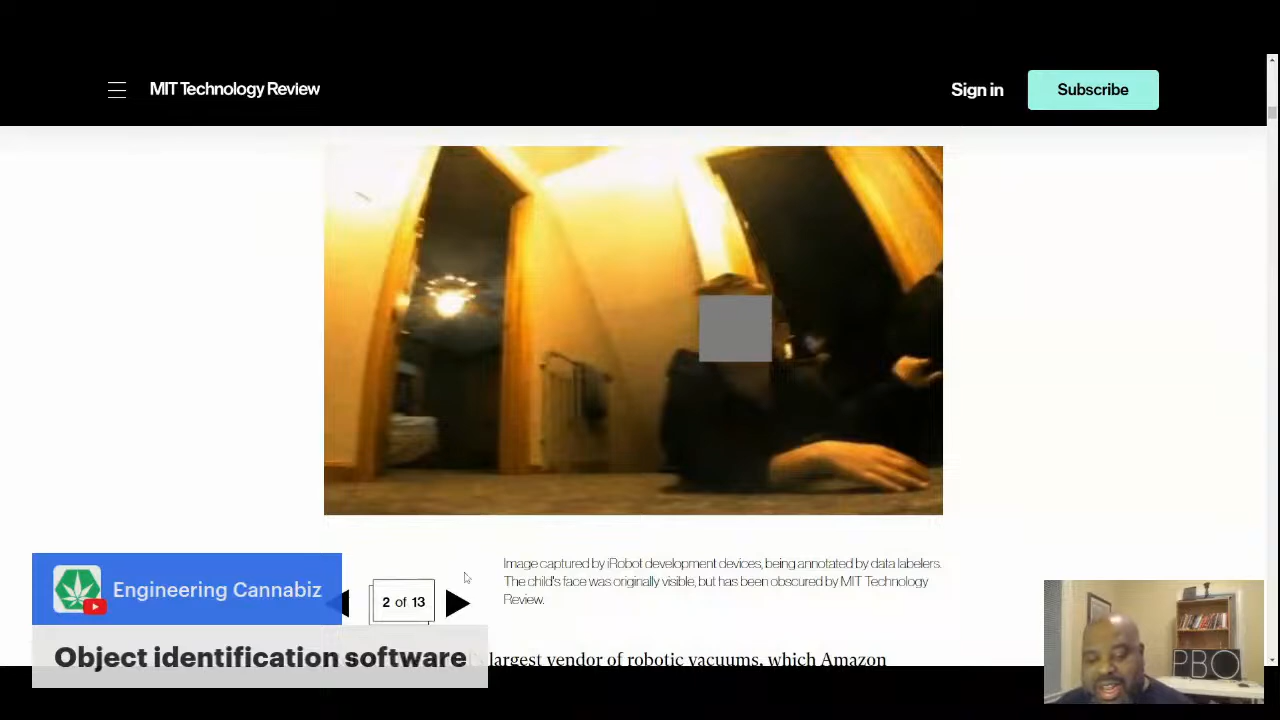 MIT Technology Review
Sign in
Subscribe
Image captured by iRobot development devices, being annotated by data labelers.
The child's face was originally visible, but has been obscured by MIT Technology
Review.
2 of 13
Engineering Cannabiz
Object identification software
largest vendor of robotic vacuums, which Amazon
PBO